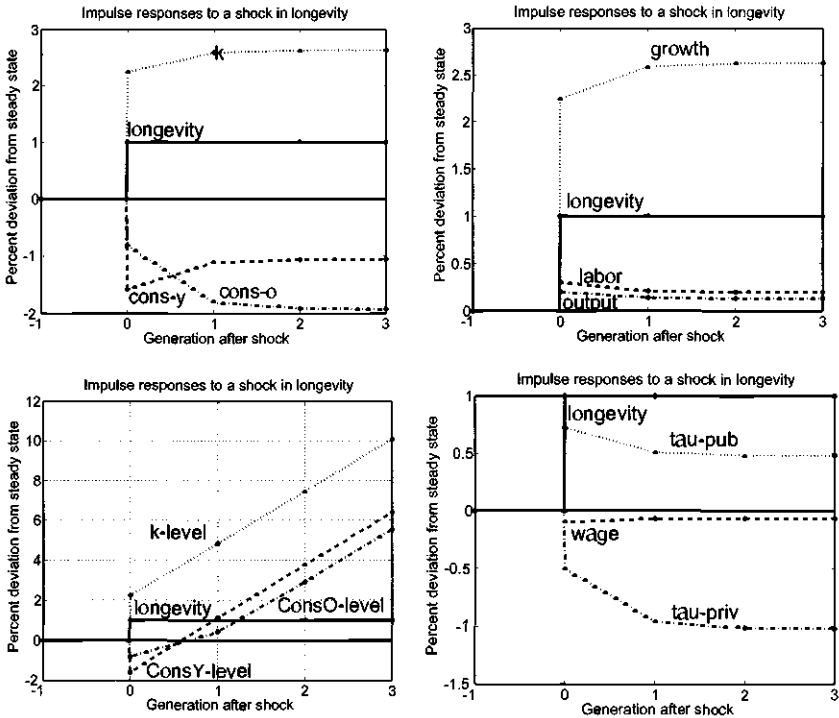 Impulse responses to a shock in longevity
Percent deviation from steady state
3
2
1
0
-1
-2
k
longevity
cons-y
cons-o
-1 0 1 2 3
Generation after shock
Impulse responses to a shock in longevity
Percent deviation from steady state
3
2.5
2
1.5
1
0.5
0
growth
longevity
labor
output
-1 0 1 2 3
Generation after shock
Impulse responses to a shock in longevity
Percent deviation from steady state
12
10
8
6
4
2
0
-2
k-level
longevity
ConsO-level
ConsY-level
-1 0 1 2 3
Generation after shock
Impulse responses to a shock in longevity
Percent deviation from steady state
1
0.5
0
-0.5
-1
-1.5
longevity
tau-pub
wage
tau-priv
-1 0 1 2 3
Generation after shock